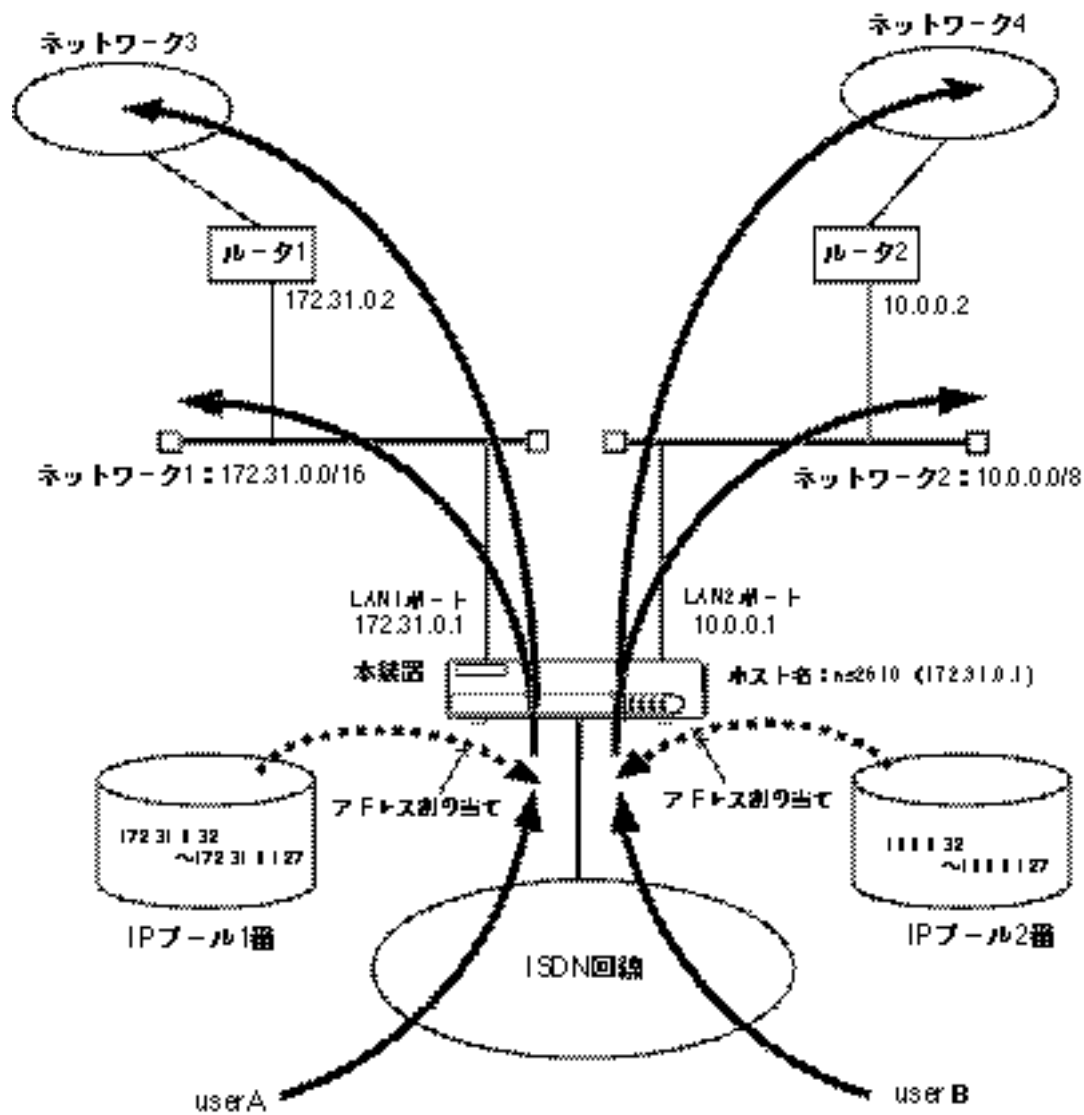 ネットワーク3
ネットワーク4
ルータ1
ルータ2
172.31.0.2
10.0.0.2
ネットワーク1：172.31.0.0/16
ネットワーク2：10.0.0.0/8
LAN1ポート
172.31.0.1
LAN2ポート
10.0.0.1
本装置
ホスト名：ns2610 (172.31.0.1)
アドレス割り当て
アドレス割り当て
IPプール1番
IPプール2番
ISDN回線
userA
userB